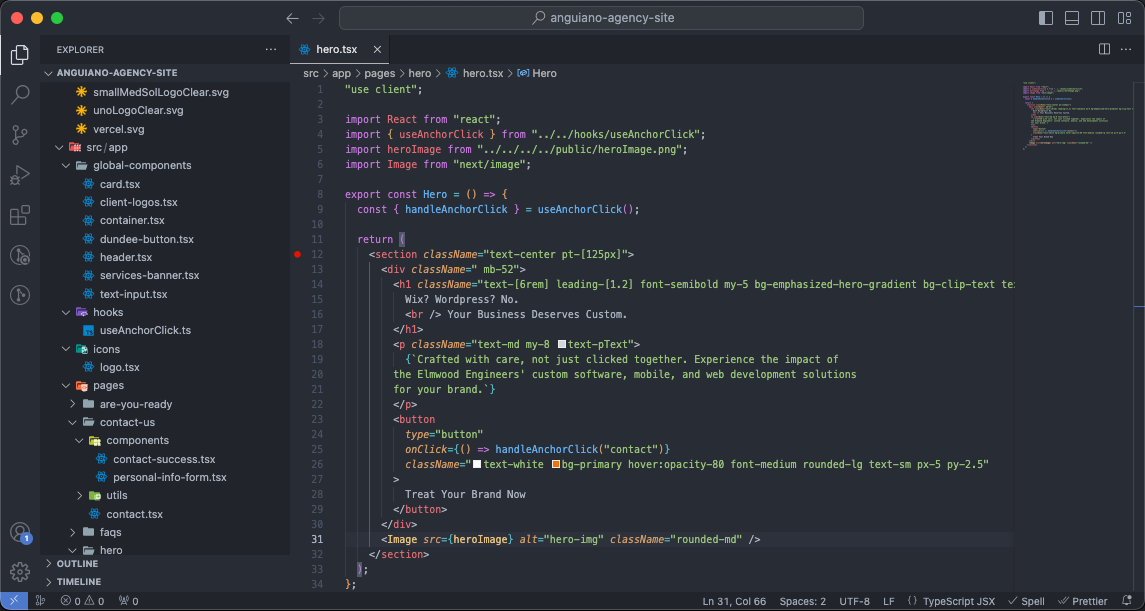 anguiano-agency-site
EXPLORER
ANGUIANO-AGENCY-SITE
smallMedSolLogoClear.svg
unoLogoClear.svg
vercel.svg
src/app
global-components
card.tsx
client-logos.tsx
container.tsx
dundee-button.tsx
header.tsx
services-banner.tsx
text-input.tsx
hooks
useAnchorClick.ts
icons
logo.tsx
pages
are-you-ready
contact-us
components
contact-success.tsx
personal-info-form.tsx
utils
contact.tsx
faqs
hero
OUTLINE
TIMELINE
1
hero.tsx
src > app > pages > hero > hero.tsx > Hero
1 "use client";
2
3 import React from "react";
4 import { useAnchorClick } from "../../hooks/useAnchorClick";
5 import heroImage from "../../../../public/heroImage.png";
6 import Image from "next/image";
7
8 export const Hero = () => {
9 const { handleAnchorClick } = useAnchorClick();
10
11 return (
12 <section className="text-center pt-[125px]">
13 <div className=" mb-52">
14 <h1 className="text-[6rem] leading-[1.2] font-semibold my-5 bg-emphasized-hero-gradient bg-clip-text te
15 Wix? Wordpress? No.
16 <br /> Your Business Deserves Custom.
17 </h1>
18 <p className="text-md my-8 text-pText">
19 {`Crafted with care, not just clicked together. Experience the impact of
20 the Elmwood Engineers' custom software, mobile, and web development solutions
21 for your brand.`}
22 </p>
23 <button
24 type="button"
25 onClick={() => handleAnchorClick("contact")}
26 className="text-white bg-primary hover:opacity-80 font-medium rounded-lg text-sm px-5 py-2.5"
27 >
28 Treat Your Brand Now
29 </button>
30 </div>
31 <Image src={heroImage} alt="hero-img" className="rounded-md" />
32 </section>
33 );
34 };
0 0 0 Ln 31, Col 66 Spaces: 2 UTF-8 LF {} TypeScript JSX Spell Prettier